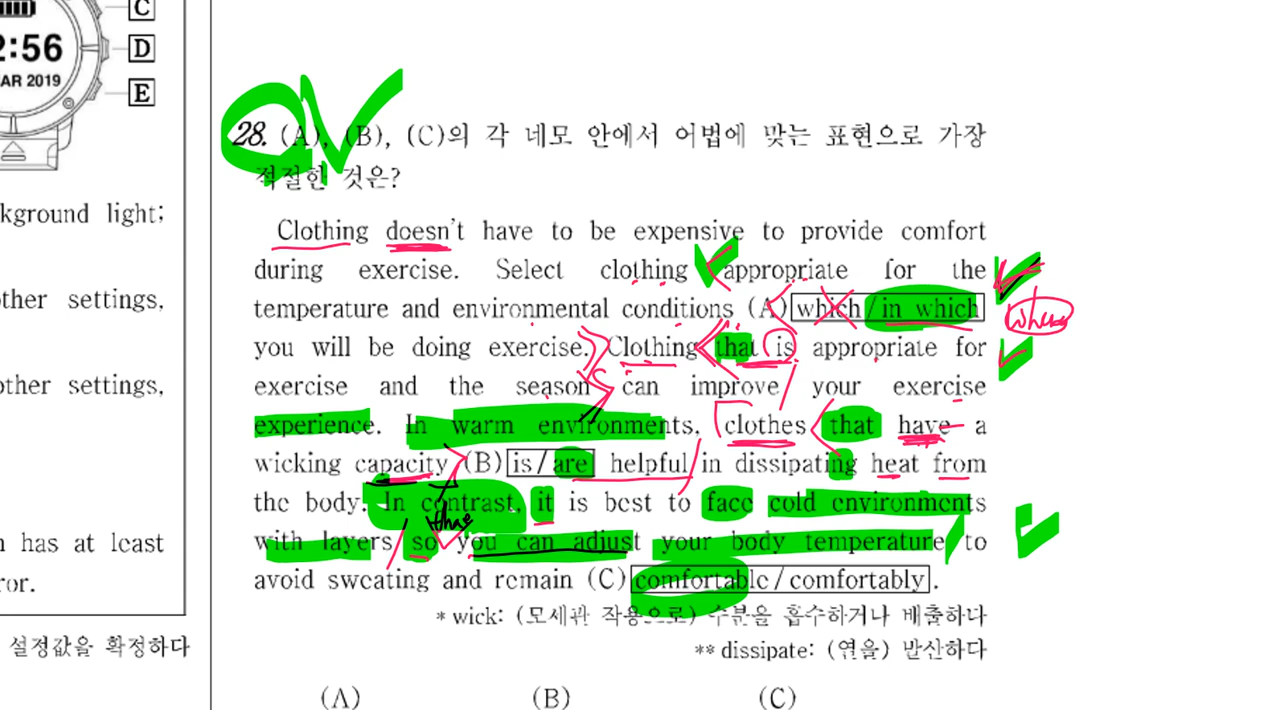 C
2:56
D
AR 2019
E
kground light;
other settings,
other settings,
n has at least
ror.
설정값을 확정하다
28. (A), (B), (C)의 각 네모 안에서 어법에 맞는 표현으로 가장
적절한 것은?
Clothing doesn't have to be expensive to provide comfort
during exercise. Select clothing appropriate for the
temperature and environmental conditions (A) which / in which
where
you will be doing exercise. Clothing that is appropriate for
exercise and the season can improve your exercise
experience. In warm environments, clothes that have a
wicking capacity (B) is / are helpful in dissipating heat from
the body. In contrast, it is best to face cold environments
that
with layers so you can adjust your body temperature to
avoid sweating and remain (C) comfortable / comfortably.
* wick: (모세관 작용으로) 수분을 흡수하거나 배출하다
** dissipate: (열을) 발산하다
(A) (B) (C)